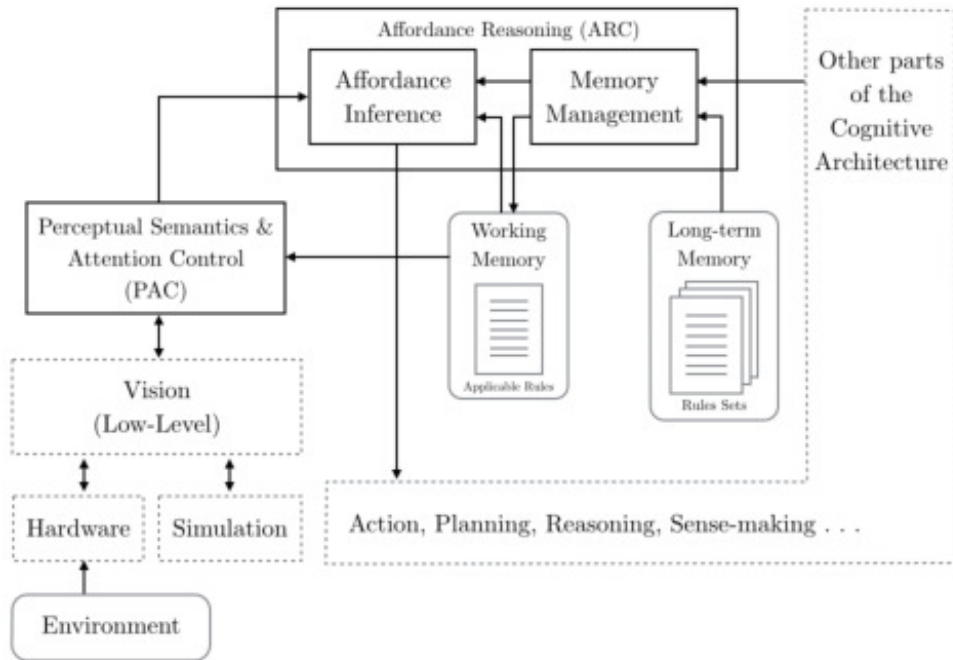 Affordance Reasoning (ARC)
Affordance
Inference
Memory
Management
Other parts
of the
Cognitive
Architecture
Perceptual Semantics &
Attention Control
(PAC)
Working
Memory
Applicable Rules
Long-term
Memory
Rules Sets
Vision
(Low-Level)
Hardware
Simulation
Action, Planning, Reasoning, Sense-making . . .
Environment